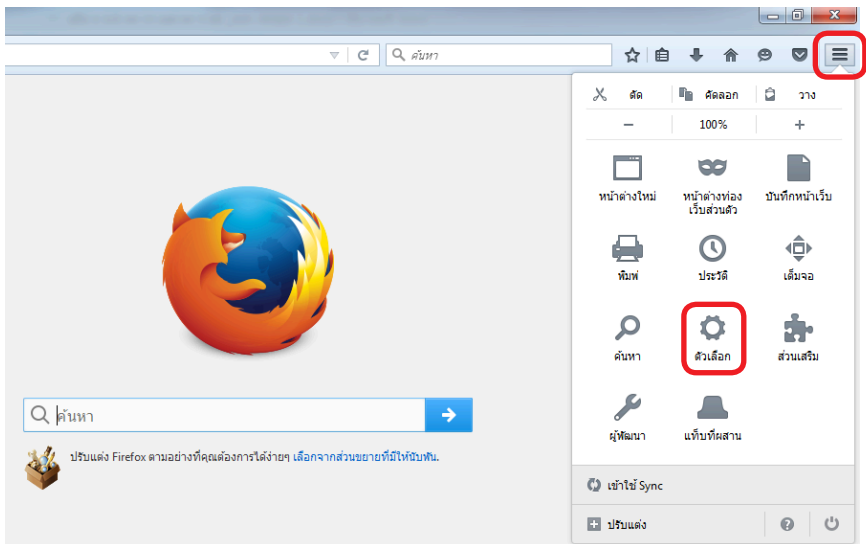 ค้นหา
ตัด คัดลอก วาง
− 100% +
หน้าต่างใหม่ หน้าต่างท่อง บันทึกหน้าเว็บ
เว็บส่วนตัว
พิมพ์ ประวัติ เต็มจอ
ค้นหา ตัวเลือก ส่วนเสริม
ค้นหา
ผู้พัฒนา แท็บที่ผสาน
ปรับแต่ง Firefox ตามอย่างที่คุณต้องการได้ง่ายๆ เลือกจากส่วนขยายที่มีให้นับพัน.
เข้าใช้ Sync
ปรับแต่ง